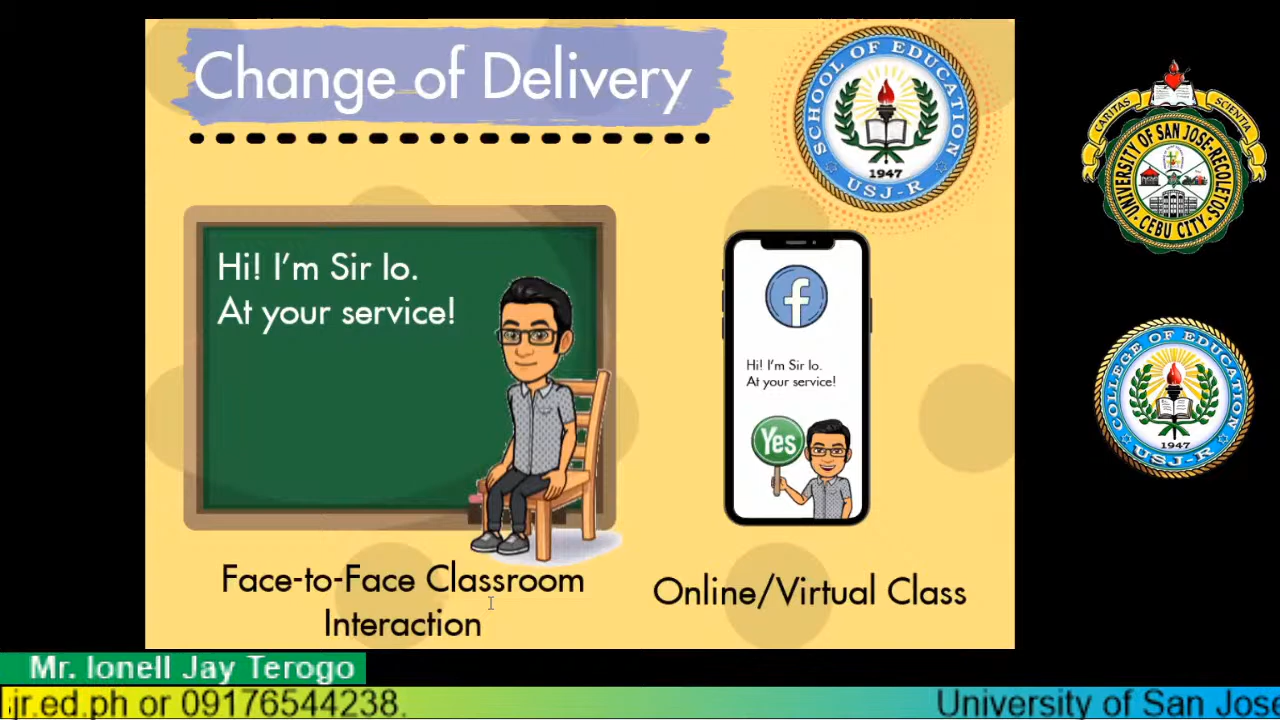 Change of Delivery
SCHOOL OF EDUCATION
1947
USJ-R
CARITAS
SCIENTIA
UNIVERSITY OF SAN JOSE-RECOLETOS
CEBU CITY
Hi! I'm Sir Io.
At your service!
f
Hi! I'm Sir Io.
At your service!
Yes
COLLEGE OF EDUCATION
1947
USJ-R
Face-to-Face Classroom
Interaction
Online/Virtual Class
Mr. Ionell Jay Terogo
jr.ed.ph or 09176544238.
University of San Jose